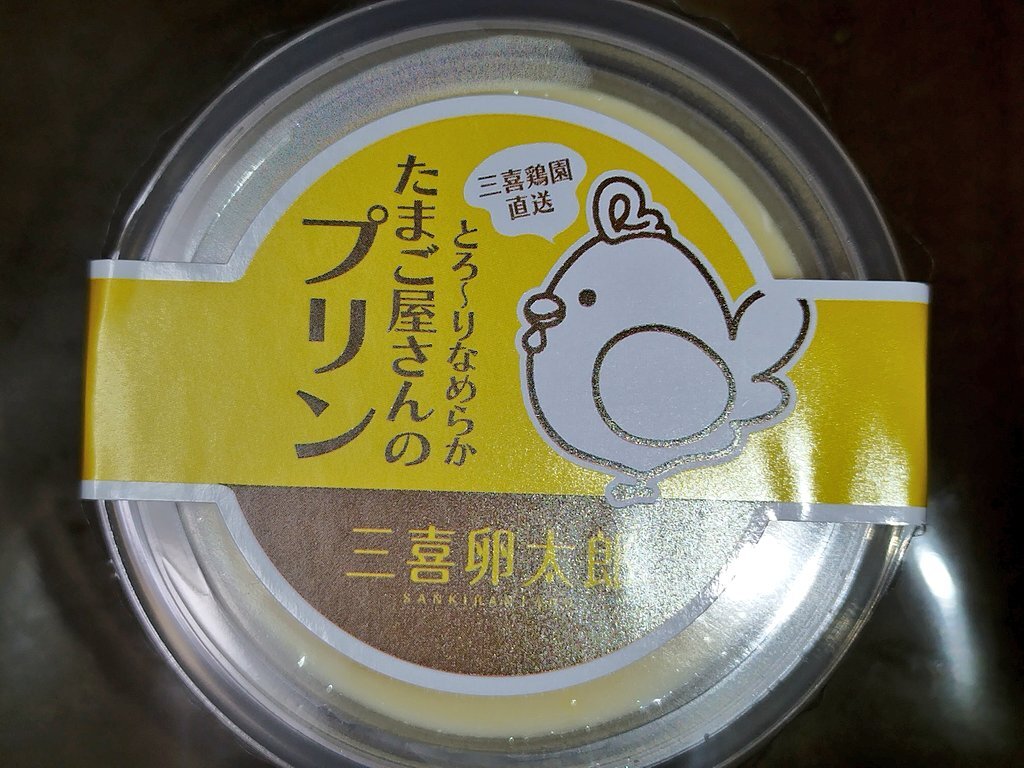 三喜鶏園
直送
とろ〜りなめらか
たまご屋さんの
プリン
三喜卵太郎